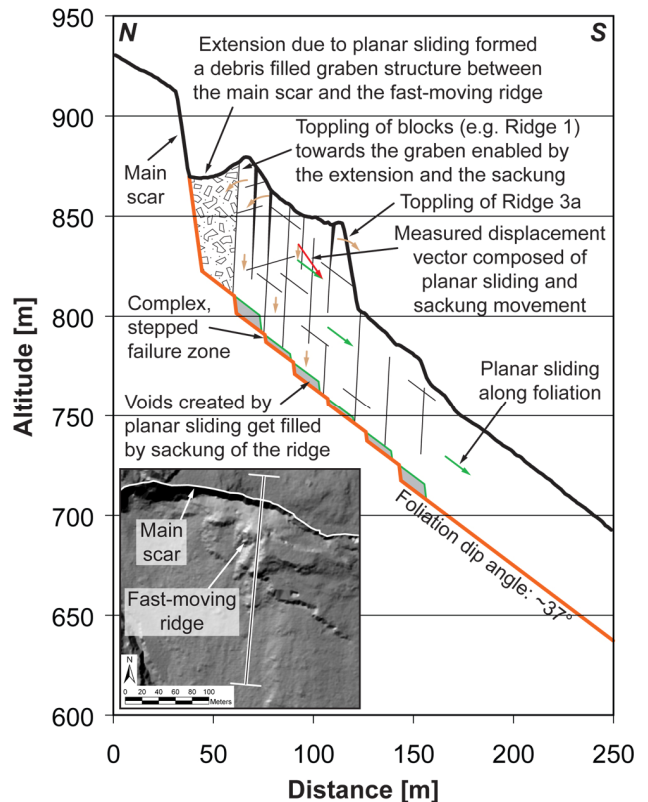 N
S
Extension due to planar sliding formed
a debris filled graben structure between
the main scar and the fast-moving ridge
Toppling of blocks (e.g. Ridge 1)
towards the graben enabled by
the extension and the sackung
Main
scar
Toppling of Ridge 3a
Measured displacement
vector composed of
planar sliding and
sackung movement
Complex,
stepped
failure zone
Planar sliding
along foliation
Voids created by
planar sliding get filled
by sackung of the ridge
Foliation dip angle: ~37°
Main
scar
Fast-moving
ridge
N
0 20 40 60 80 100
Meters
Altitude [m]
950
900
850
800
750
700
650
600
0 50 100 150 200 250
Distance [m]